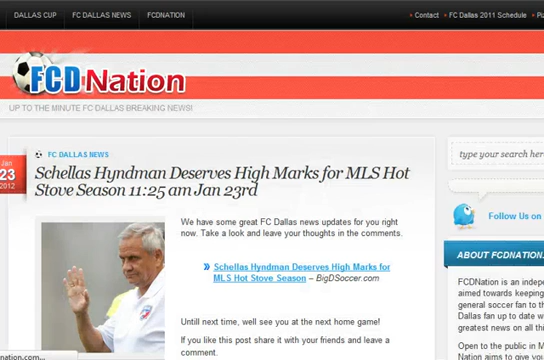 DALLAS CUP FC DALLAS NEWS FCDNATION Contact FC Dallas 2011 Schedule
FCDNation
UP TO THE MINUTE FC DALLAS BREAKING NEWS!
Jan
23
2012
FC DALLAS NEWS
Schellas Hyndman Deserves High Marks for MLS Hot
Stove Season 11:25 am Jan 23rd
We have some great FC Dallas news updates for you right
now. Take a look and leave your thoughts in the comments.
Schellas Hyndman Deserves High Marks for
MLS Hot Stove Season – BigDSoccer.com
Untill next time, well see you at the next home game!
If you like this post share it with your friends and leave a
comment.
type your search here
Follow Us on
ABOUT FCDNATION.
FCDNation is an indepe
aimed towards keeping
general soccer fan to th
Dallas fan up to date w
greatest news on all thi
Open to the public in M
Nation aims to give you
nation.com...